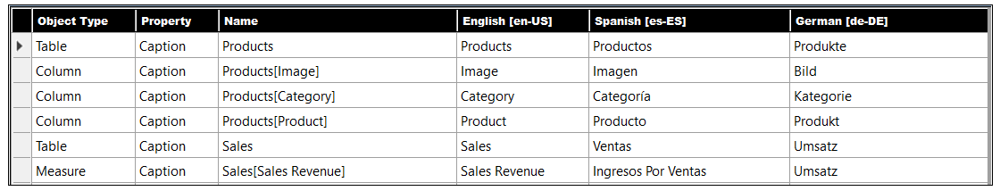 Object Type Property Name English [en-US] Spanish [es-ES] German [de-DE]
Table Caption Products Products Productos Produkte
Column Caption Products[Image] Image Imagen Bild
Column Caption Products[Category] Category Categoría Kategorie
Column Caption Products[Product] Product Producto Produkt
Table Caption Sales Sales Ventas Umsatz
Measure Caption Sales[Sales Revenue] Sales Revenue Ingresos Por Ventas Umsatz